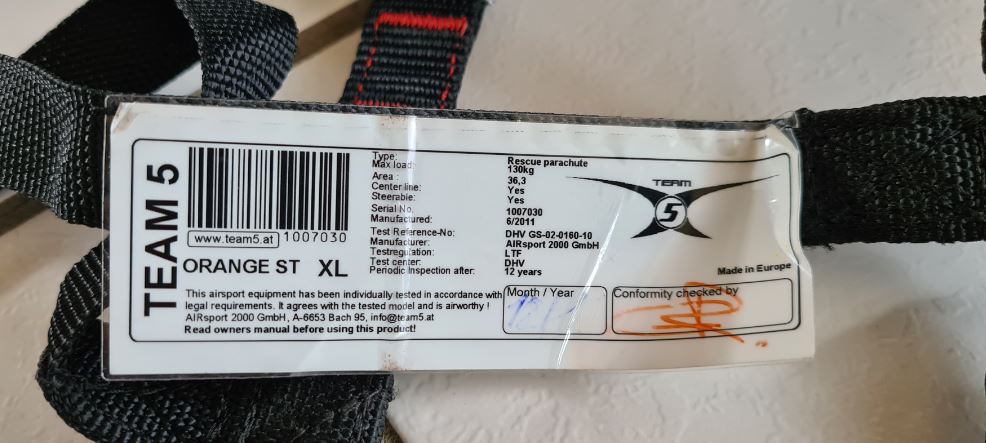 TEAM 5
www.team5.at 1007030
ORANGE ST XL
Type: Rescue parachute
Max load: 130kg
Area : 36,3
Center line: Yes
Steerable: Yes
Serial No. 1007030
Manufactured: 6/2011
Test Reference-No: DHV GS-02-0160-10
Manufacturer: AIRsport 2000 GmbH
Testregulation: LTF
Test center: DHV
Periodic Inspection after: 12 years
TEAM
5
Made in Europe
This airsport equipment has been individually tested in accordance with
legal requirements. It agrees with the tested model and is airworthy !
AIRsport 2000 GmbH, A-6653 Bach 95, info@team5.at
Read owners manual before using this product!
Month / Year
Conformity checked by